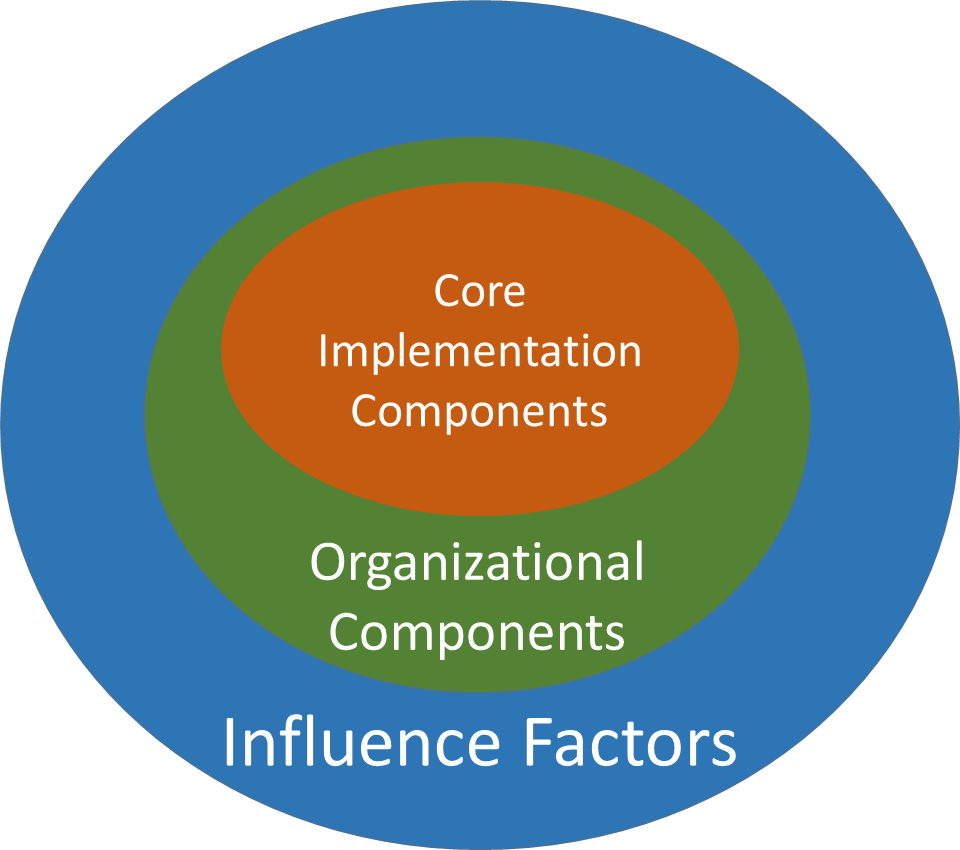 Core
Implementation
Components
Organizational
Components
Influence Factors